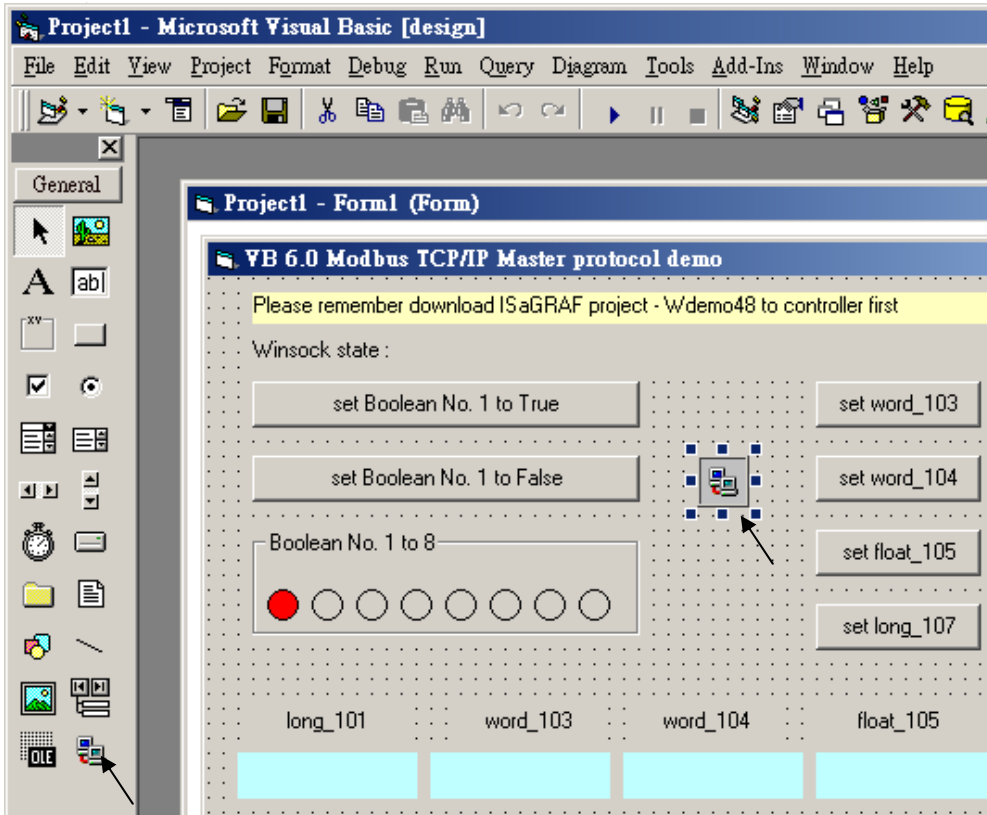 Project1 - Microsoft Visual Basic [design]
File Edit View Project Format Debug Run Query Diagram Tools Add-Ins Window Help
General
Project1 - Form1 (Form)
VB 6.0 Modbus TCP/IP Master protocol demo
A
abl
Please remember download ISaGRAF project - Wdemo48 to controller first
XY
Winsock state :
set Boolean No. 1 to True
set word_103
set Boolean No. 1 to False
set word_104
Boolean No. 1 to 8
set float_105
set long_107
long_101 word_103 word_104 float_105
OLE